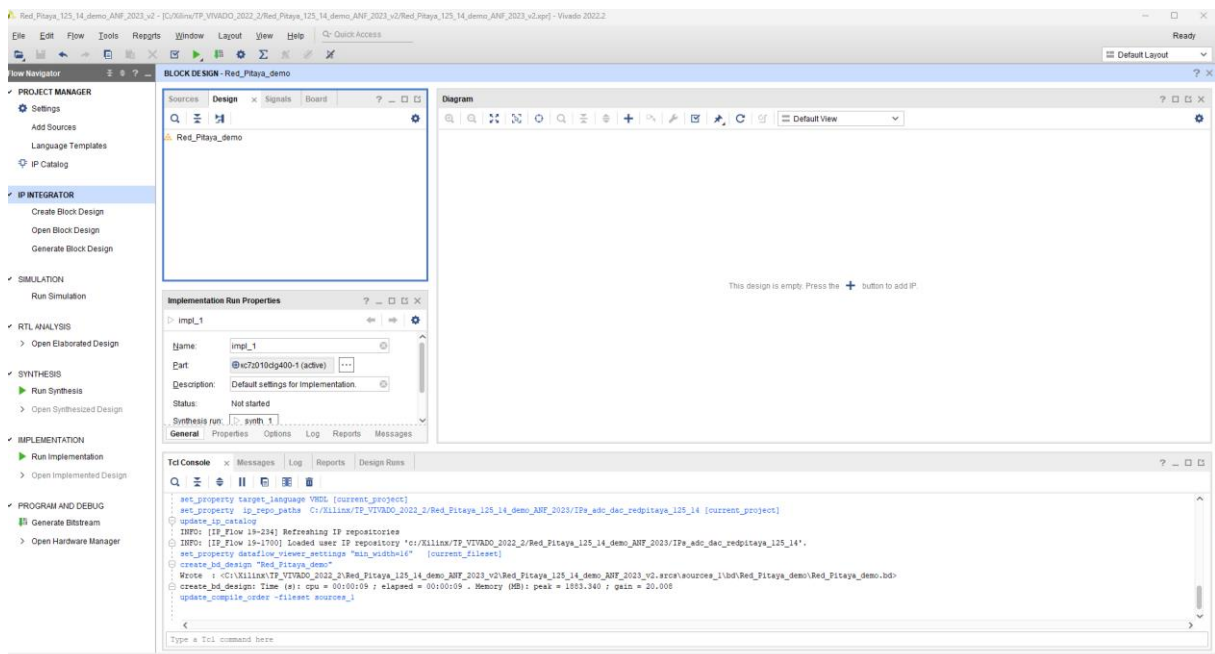 Red_Pitaya_125_14_demo_ANF_2023_v2 - [C:/Xilinx/TP_VIVADO_2022_2/Red_Pitaya_125_14_demo_ANF_2023_v2/Red_Pitaya_125_14_demo_ANF_2023_v2.xpr] - Vivado 2022.2
File Edit Flow Tools Reports Window Layout View Help Quick Access Ready
Default Layout
Flow Navigator
BLOCK DESIGN - Red_Pitaya_demo
PROJECT MANAGER
Settings
Add Sources
Language Templates
IP Catalog
IP INTEGRATOR
Create Block Design
Open Block Design
Generate Block Design
SIMULATION
Run Simulation
RTL ANALYSIS
Open Elaborated Design
SYNTHESIS
Run Synthesis
Open Synthesized Design
IMPLEMENTATION
Run Implementation
Open Implemented Design
PROGRAM AND DEBUG
Generate Bitstream
Open Hardware Manager
Sources Design Signals Board
Red_Pitaya_demo
Implementation Run Properties
impl_1
Name: impl_1
Part: xc7z010clg400-1 (active)
Description: Default settings for Implementation.
Status: Not started
Synthesis run: synth_1
General Properties Options Log Reports Messages
Diagram
Default View
This design is empty. Press the + button to add IP.
Tcl Console Messages Log Reports Design Runs
set_property target_language VHDL [current_project]
set_property ip_repo_paths C:/Xilinx/TP_VIVADO_2022_2/Red_Pitaya_125_14_demo_ANF_2023/IPs_adc_dac_redpitaya_125_14 [current_project]
update_ip_catalog
INFO: [IP_Flow 19-234] Refreshing IP repositories
INFO: [IP_Flow 19-1700] Loaded user IP repository 'c:/Xilinx/TP_VIVADO_2022_2/Red_Pitaya_125_14_demo_ANF_2023/IPs_adc_dac_redpitaya_125_14'.
set_property dataflow_viewer_settings "min_width=16" [current_fileset]
create_bd_design "Red_Pitaya_demo"
Wrote : <C:\Xilinx\TP_VIVADO_2022_2\Red_Pitaya_125_14_demo_ANF_2023_v2\Red_Pitaya_125_14_demo_ANF_2023_v2.srcs\sources_1\bd\Red_Pitaya_demo\Red_Pitaya_demo.bd>
create_bd_design: Time (s): cpu = 00:00:09 ; elapsed = 00:00:09 . Memory (MB): peak = 1883.340 ; gain = 20.008
update_compile_order -fileset sources_1
Type a Tcl command here